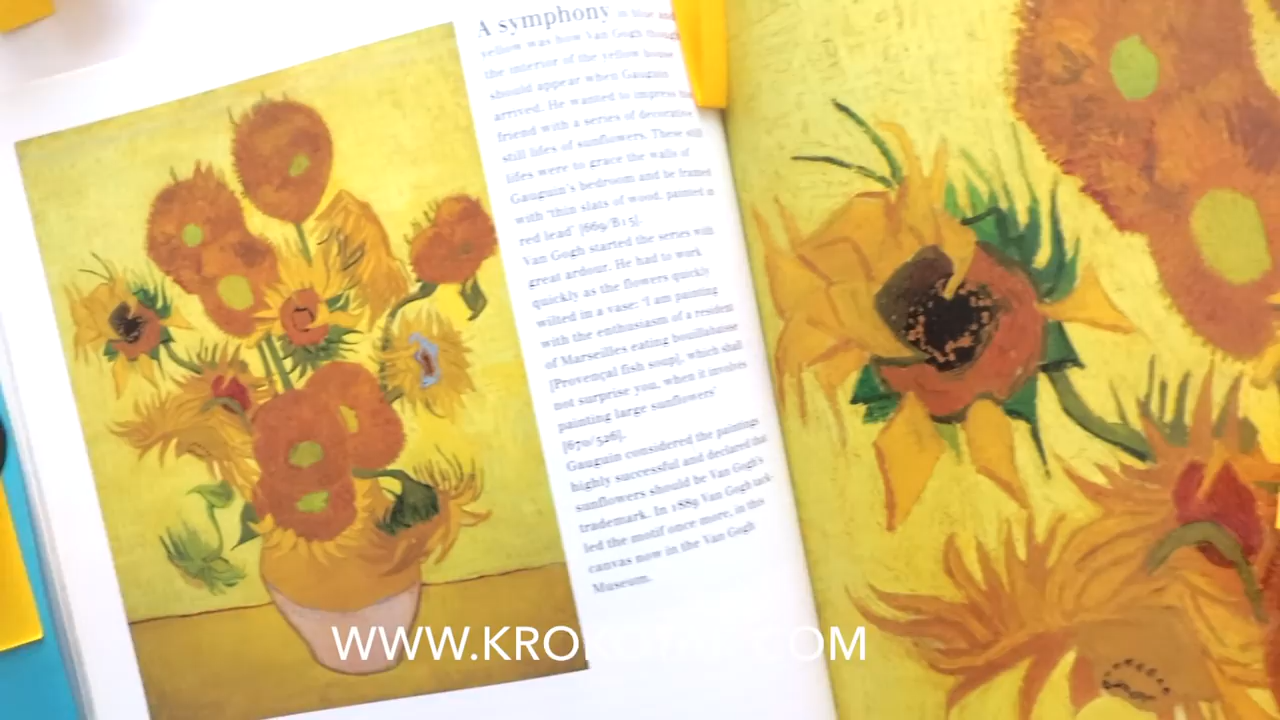 A symphony in blue and
yellow was how Van Gogh thought
the interior of the yellow house
should appear when Gauguin
arrived. He wanted to impress his
friend with a series of decorative
still lifes of sunflowers. These still
lifes were to grace the walls of
Gauguin's bedroom and be framed
with 'thin slats of wood, painted in
red lead' [669/B15].
Van Gogh started the series with
great ardour. He had to work
quickly as the flowers quickly
wilted in a vase: 'I am painting
with the enthusiasm of a resident
of Marseilles eating bouillabaisse
[Provençal fish soup], which shall
not surprise you, when it involves
painting large sunflowers'
[670/526].
Gauguin considered the paintings
highly successful and declared that
sunflowers should be Van Gogh's
trademark. In 1889 Van Gogh tack-
led the motif once more, in this
canvas now in the Van Gogh
Museum.